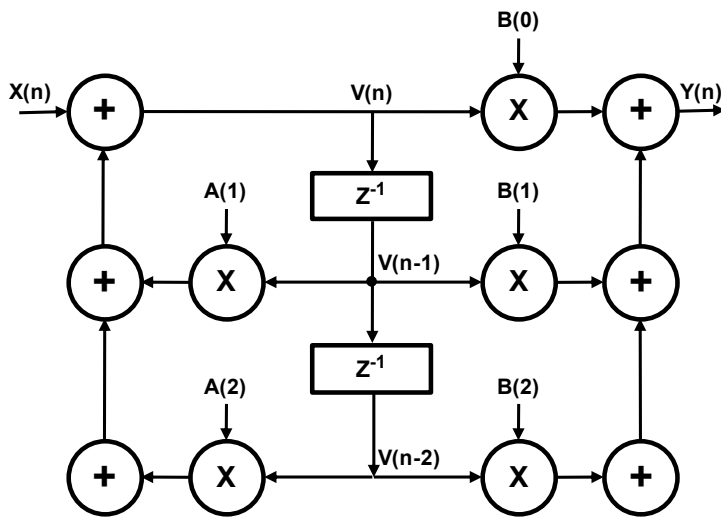 B(0)
X(n)
+
V(n)
X
+
Y(n)
A(1)
Z⁻¹
B(1)
+
X
V(n-1)
X
+
A(2)
Z⁻¹
B(2)
+
X
V(n-2)
X
+